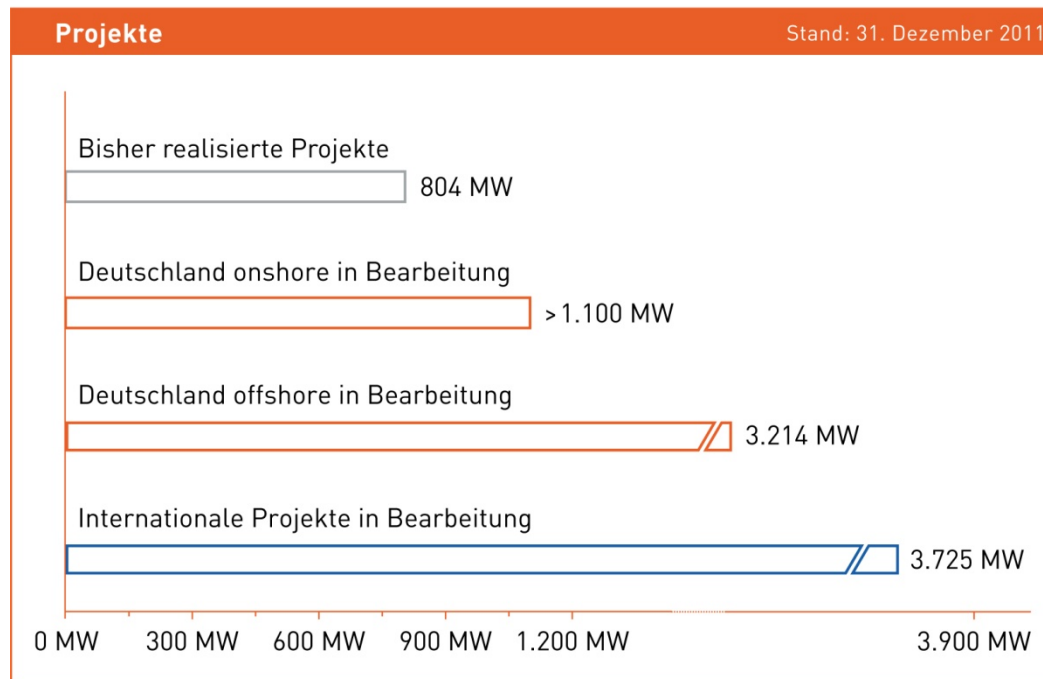 Projekte
Stand: 31. Dezember 2011
Bisher realisierte Projekte
804 MW
Deutschland onshore in Bearbeitung
>1.100 MW
Deutschland offshore in Bearbeitung
3.214 MW
Internationale Projekte in Bearbeitung
3.725 MW
0 MW 300 MW 600 MW 900 MW 1.200 MW 3.900 MW